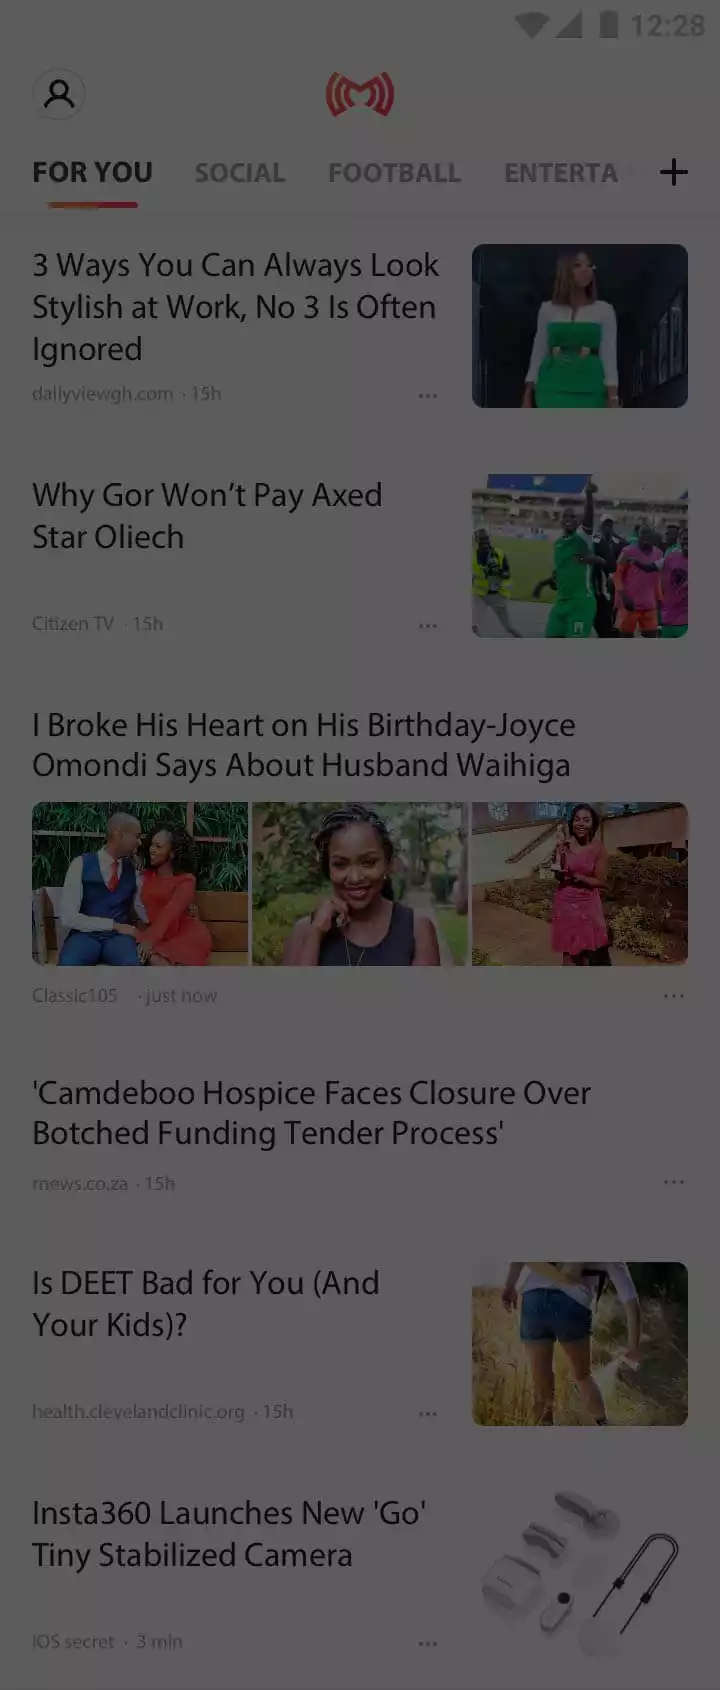 12:28
FOR YOU SOCIAL FOOTBALL ENTERTA
3 Ways You Can Always Look
Stylish at Work, No 3 Is Often
Ignored
dailyviewgh.com · 15h
Why Gor Won’t Pay Axed
Star Oliech
Citizen TV · 15h
I Broke His Heart on His Birthday-Joyce
Omondi Says About Husband Waihiga
Classic105 · just now
'Camdeboo Hospice Faces Closure Over
Botched Funding Tender Process'
rnews.co.za · 15h
Is DEET Bad for You (And
Your Kids)?
health.clevelandclinic.org · 15h
Insta360 Launches New 'Go'
Tiny Stabilized Camera
iOS secret · 3 min